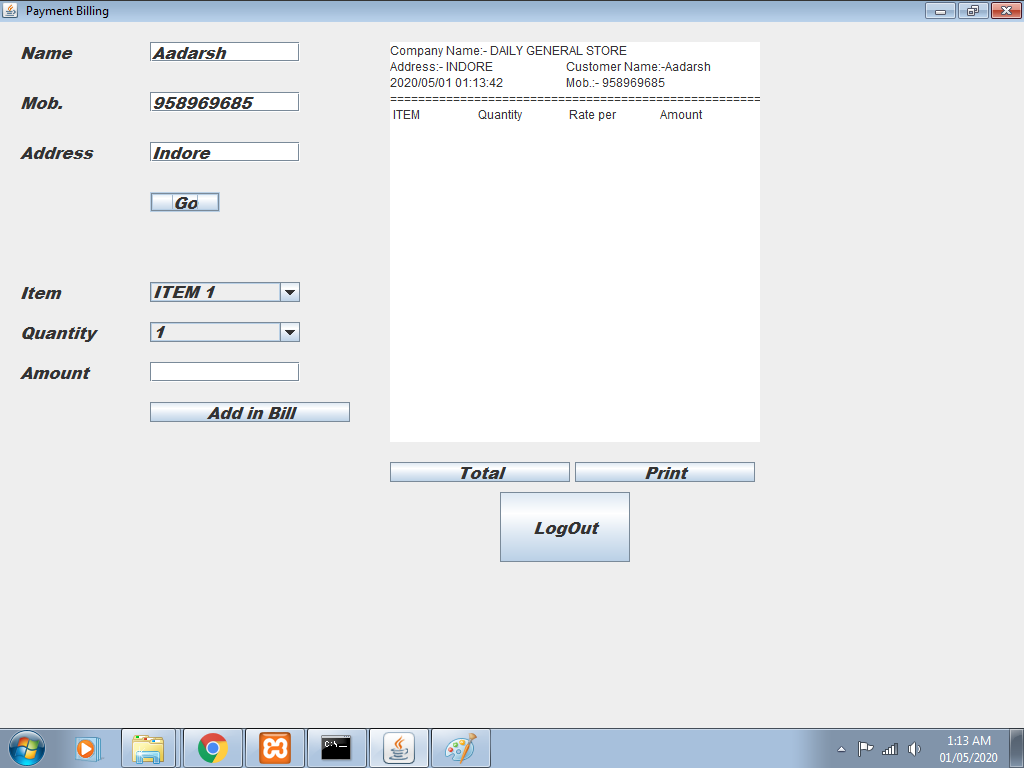 Payment Billing
Name Aadarsh
Mob. 958969685
Address Indore
Go
Item ITEM 1
Quantity 1
Amount
Add in Bill
Company Name:- DAILY GENERAL STORE
Address:- INDORE Customer Name:-Aadarsh
2020/05/01 01:13:42 Mob.:- 958969685
=====================================================
ITEM Quantity Rate per Amount
Total Print
LogOut
C:\._
1:13 AM
01/05/2020